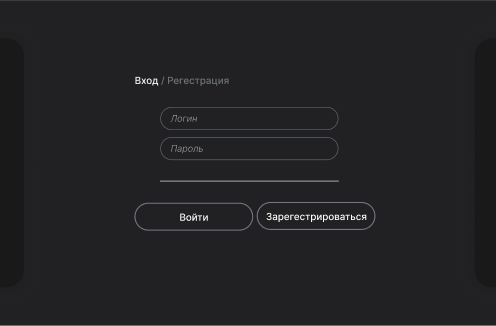 Вход / Регестрация
Логин
Пароль
Войти
Зарегестрироваться